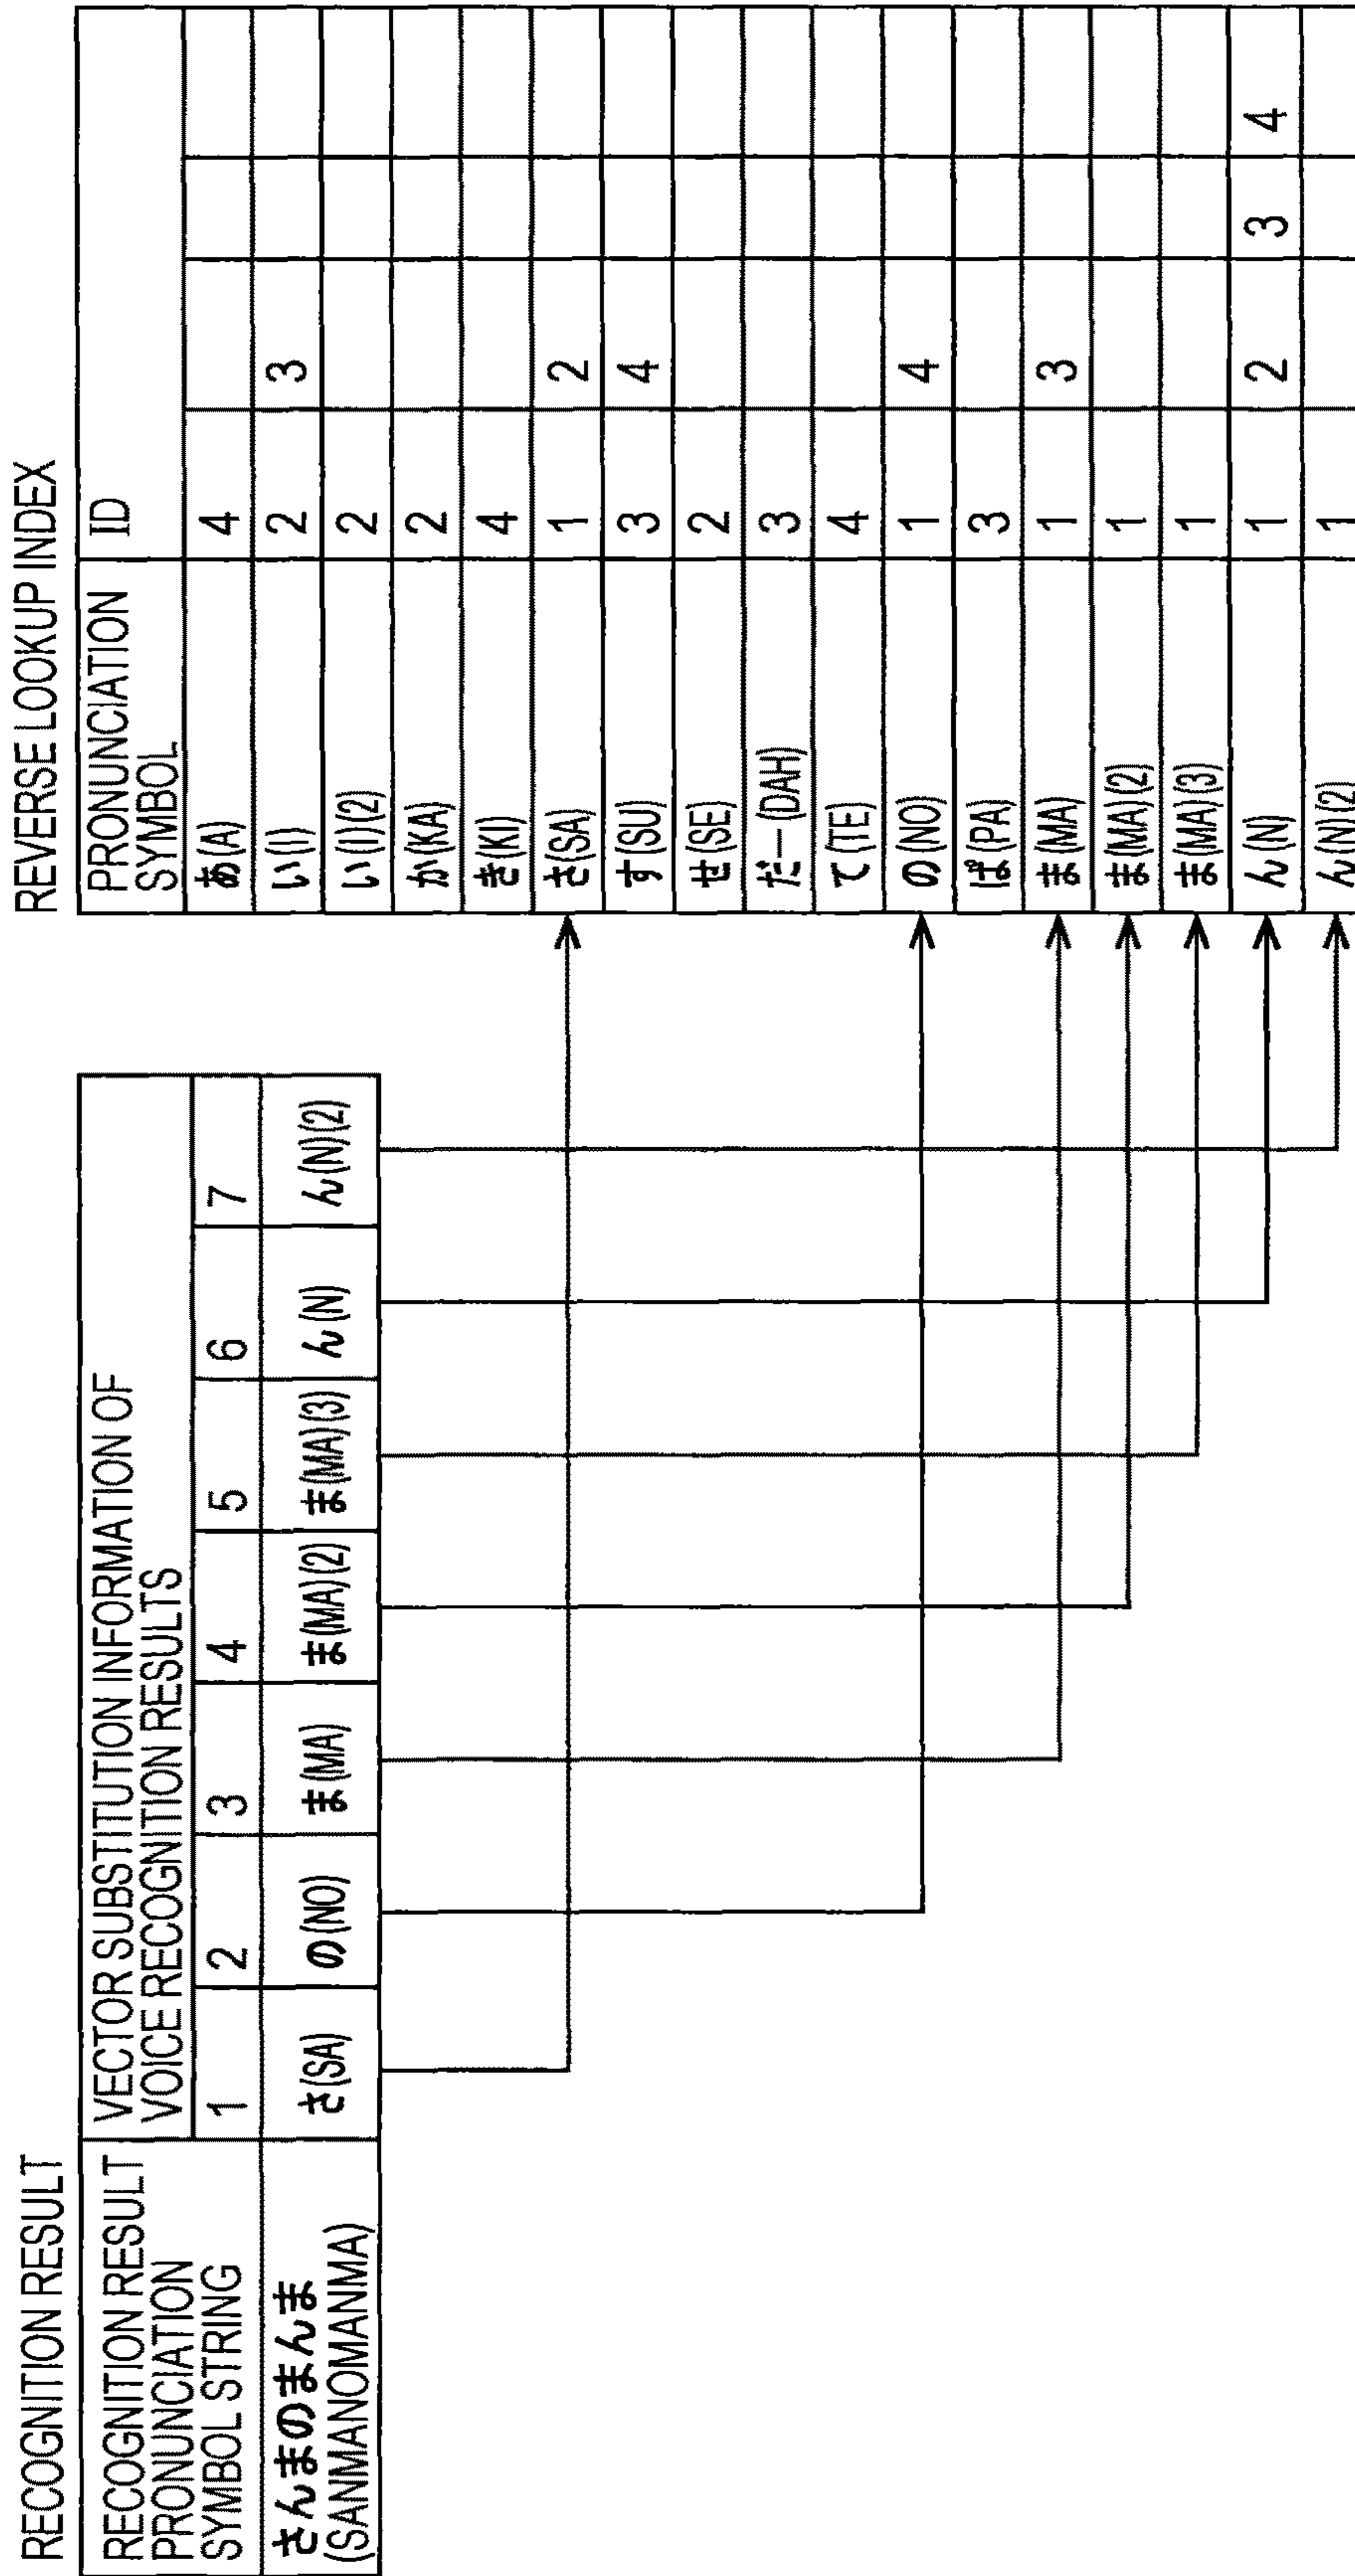 RECOGNITION RESULT
RECOGNITION RESULT
PRONUNCIATION
SYMBOL STRING
VECTOR SUBSTITUTION INFORMATION OF
VOICE RECOGNITION RESULTS
1 2 3 4 5 6 7
さんまのまんま
(SANMANOMANMA)
さ(SA) の(NO) ま(MA) ま(MA)(2) ま(MA)(3) ん(N) ん(N)(2)
REVERSE LOOKUP INDEX
PRONUNCIATION
SYMBOL
ID
あ(A) 4
い(I) 2 3
い(I)(2) 2
か(KA) 2
き(KI) 4
さ(SA) 1 2
す(SU) 3 4
せ(SE) 2
だー(DAH) 3
て(TE) 4
の(NO) 1 4
ぱ(PA) 3
ま(MA) 1 3
ま(MA)(2) 1
ま(MA)(3) 1
ん(N) 1 2 3 4
ん(N)(2) 1